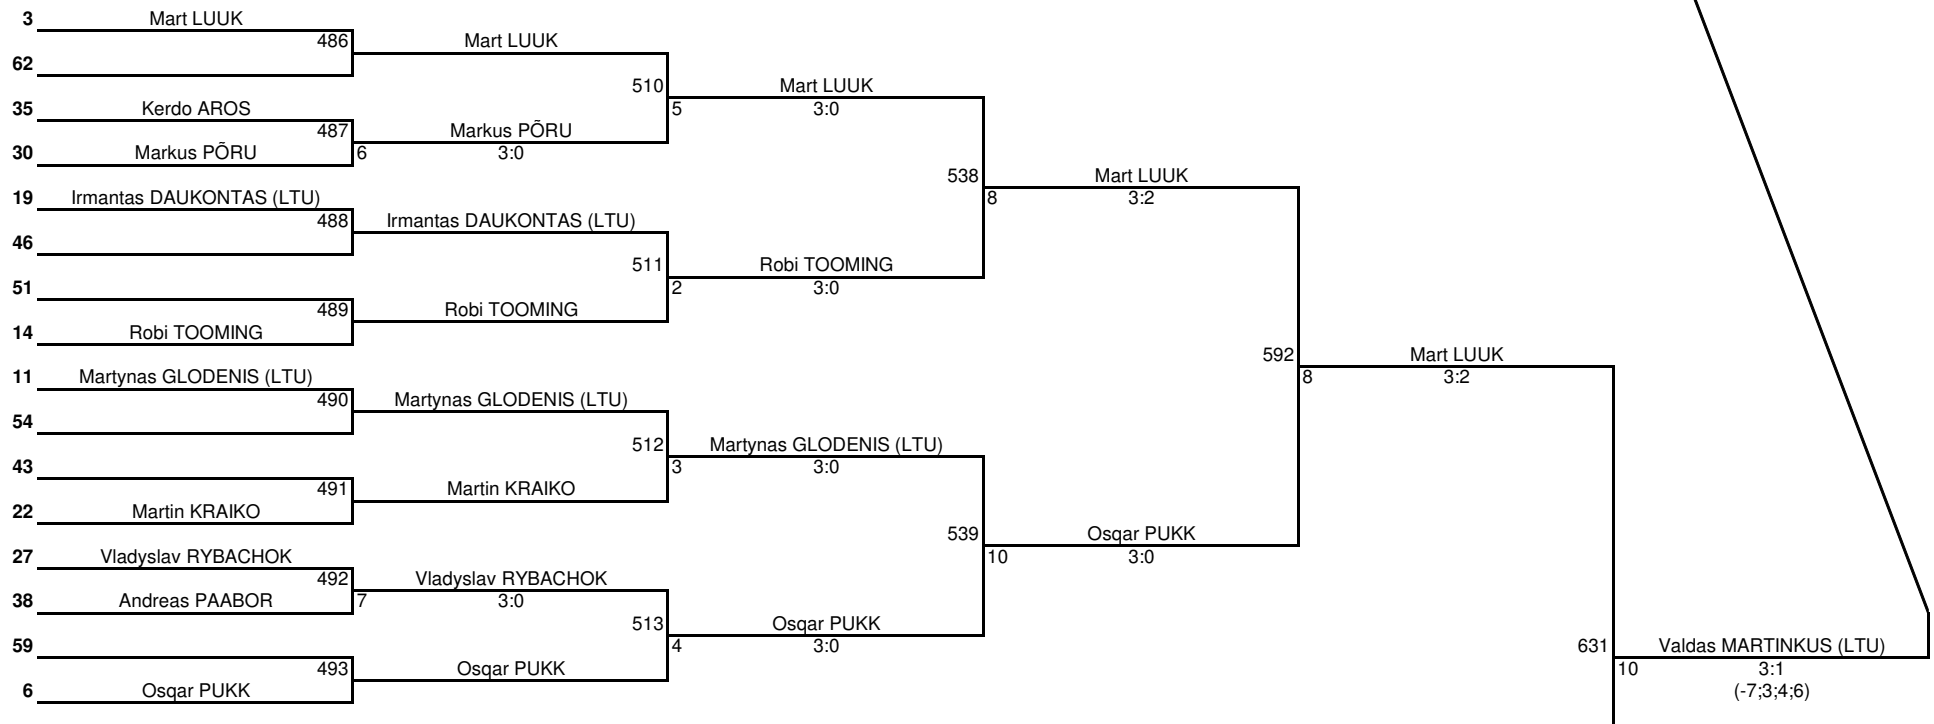 3 Mart LUUK
486 Mart LUUK
62
510 Mart LUUK
35 Kerdo AROS
5 3:0
487 Markus PÕRU
30 Markus PÕRU
6 3:0
538 Mart LUUK
19 Irmantas DAUKONTAS (LTU)
8 3:2
488 Irmantas DAUKONTAS (LTU)
46
511 Robi TOOMING
51
2 3:0
489 Robi TOOMING
14 Robi TOOMING
592 Mart LUUK
11 Martynas GLODENIS (LTU)
8 3:2
490 Martynas GLODENIS (LTU)
54
512 Martynas GLODENIS (LTU)
43
3 3:0
491 Martin KRAIKO
22 Martin KRAIKO
539 Osqar PUKK
27 Vladyslav RYBACHOK
10 3:0
492 Vladyslav RYBACHOK
38 Andreas PAABOR
7 3:0
513 Osqar PUKK
59
4 3:0
631 Valdas MARTINKUS (LTU)
493 Osqar PUKK
10 3:1
6 Osqar PUKK
(-7;3;4;6)